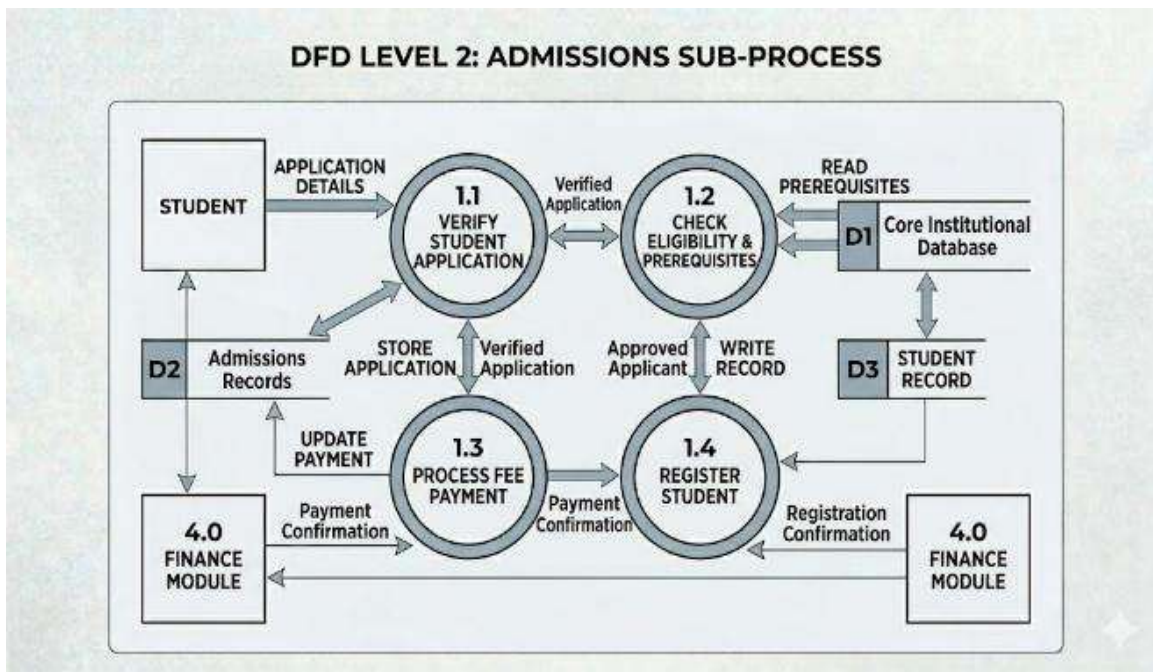 DFD LEVEL 2: ADMISSIONS SUB-PROCESS
STUDENT
APPLICATION
DETAILS
1.1
VERIFY
STUDENT
APPLICATION
Verified
Application
1.2
CHECK
ELIGIBILITY &
PREREQUISITES
READ
PREREQUISITES
D1
Core Institutional
Database
D2
Admissions
Records
STORE
APPLICATION
Verified
Application
Approved
Applicant
WRITE
RECORD
D3
STUDENT
RECORD
UPDATE
PAYMENT
1.3
PROCESS FEE
PAYMENT
1.4
REGISTER
STUDENT
4.0
FINANCE
MODULE
Payment
Confirmation
Payment
Confirmation
Registration
Confirmation
4.0
FINANCE
MODULE